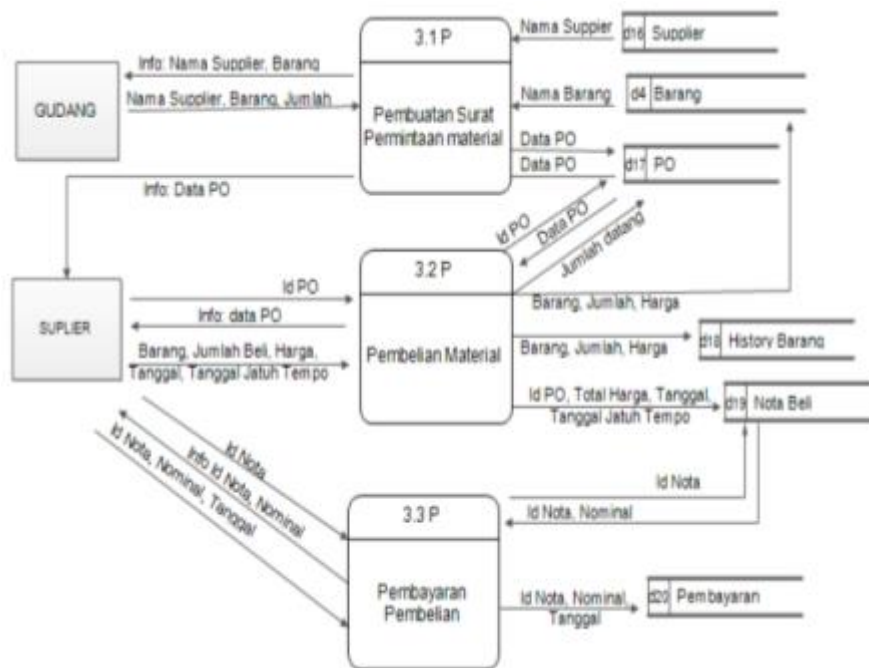 3.1 P
Nama Suppier
d16 Supplier
Info: Nama Supplier, Barang
GUDANG
Nama Supplier, Barang, Jumlah
Pembuatan Surat
Permintaan material
Nama Barang
d4 Barang
Data PO
Data PO
d17 PO
Info: Data PO
Id PO
Data PO
Jumlah datang
3.2 P
Id PO
Info: data PO
SUPLIER
Barang, Jumlah Beli, Harga,
Tanggal, Tanggal Jatuh Tempo
Pembelian Material
Barang, Jumlah, Harga
Barang, Jumlah, Harga
d18 History Barang
Id PO, Total Harga, Tanggal,
Tanggal Jatuh Tempo
d19 Nota Beli
Id Nota
Info Id Nota, Nominal
Id Nota, Nominal, Tanggal
3.3 P
Id Nota
Id Nota, Nominal
Pembayaran
Pembelian
Id Nota, Nominal,
Tanggal
d20 Pembayaran